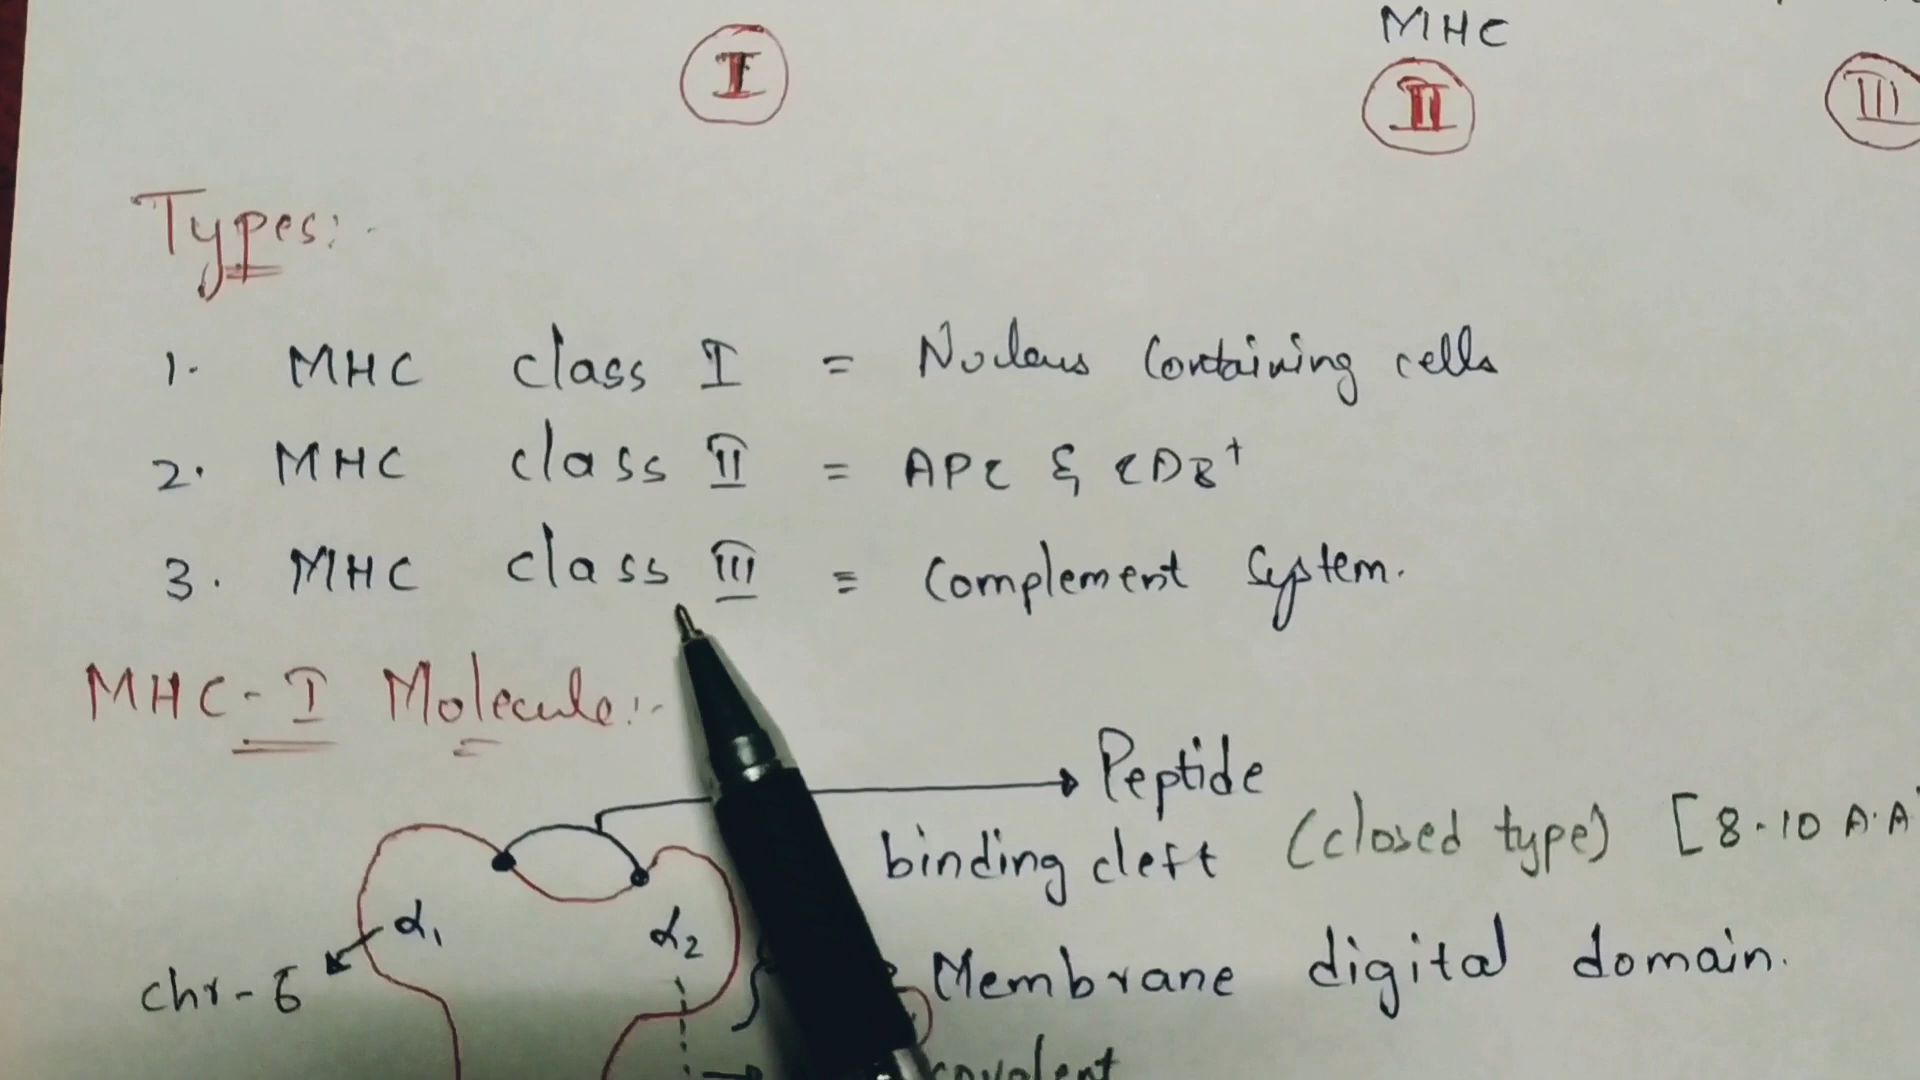 MHC
I II III
Types:-
1. MHC class I = Nucleus Containing cells
2. MHC class II = APC & CD8+
3. MHC class III = Complement System.
MHC-I Molecule:-
Peptide
binding cleft (closed type) [8-10 A.A
α1 α2
chr-6
Membrane digital domain.
covalent